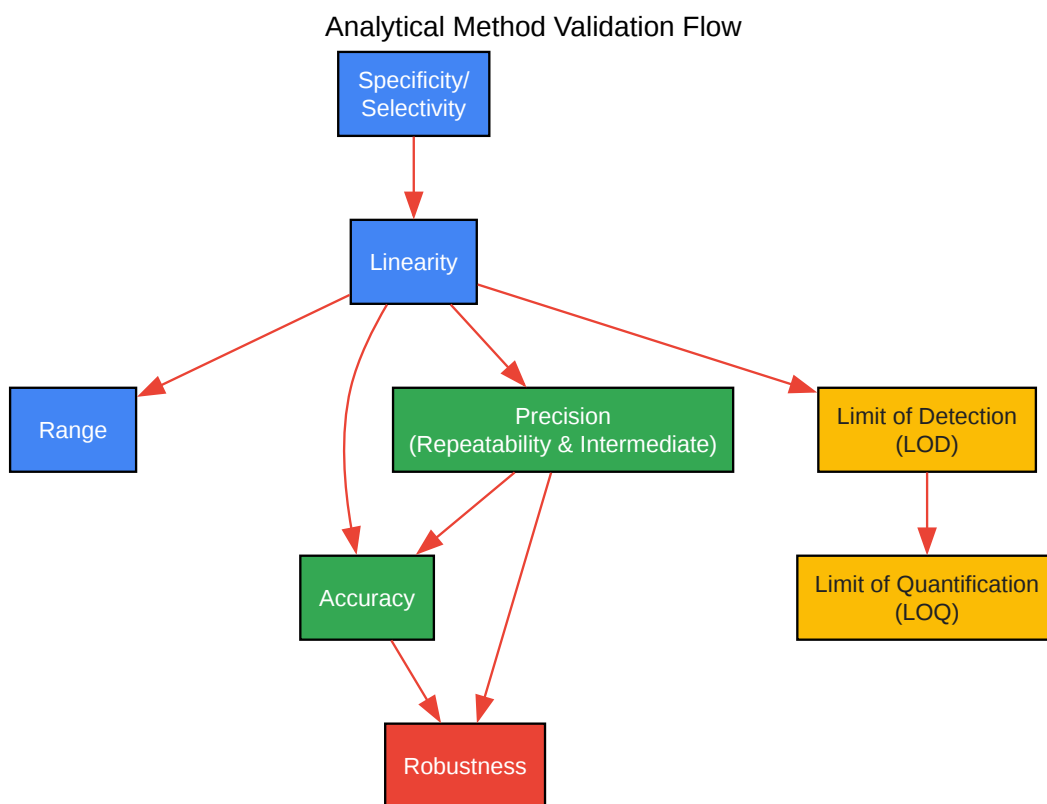 Analytical Method Validation Flow
Specificity/
Selectivity
Linearity
Range
Precision
(Repeatability & Intermediate)
Limit of Detection
(LOD)
Accuracy
Limit of Quantification
(LOQ)
Robustness